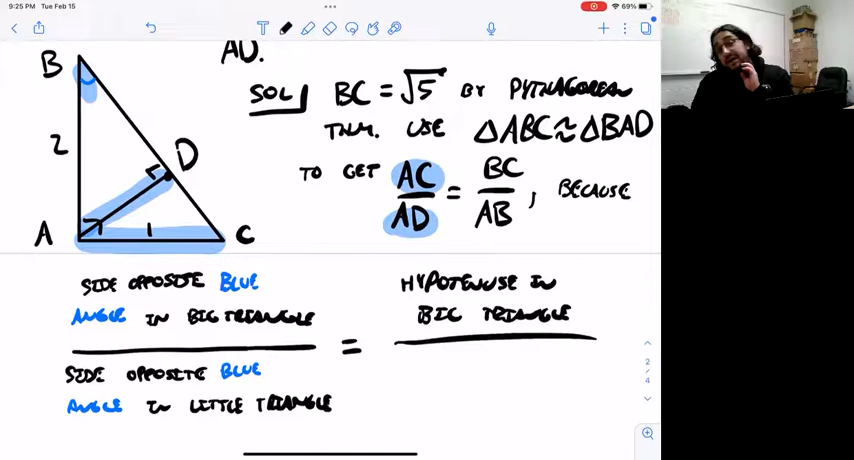 9:25 PM Tue Feb 15
69%
AD.
B
2
D
A
1
C
SOL BC = √5 BY PYTHAGOREAN
THM. USE △ABC ≈ △BAD
TO GET AC/AD = BC/AB, BECAUSE
SIDE OPPOSITE BLUE
ANGLE IN BIG TRIANGLE
=
HYPOTENUSE IN
BIG TRIANGLE
SIDE OPPOSITE BLUE
ANGLE IN LITTLE TRIANGLE
2
/
4